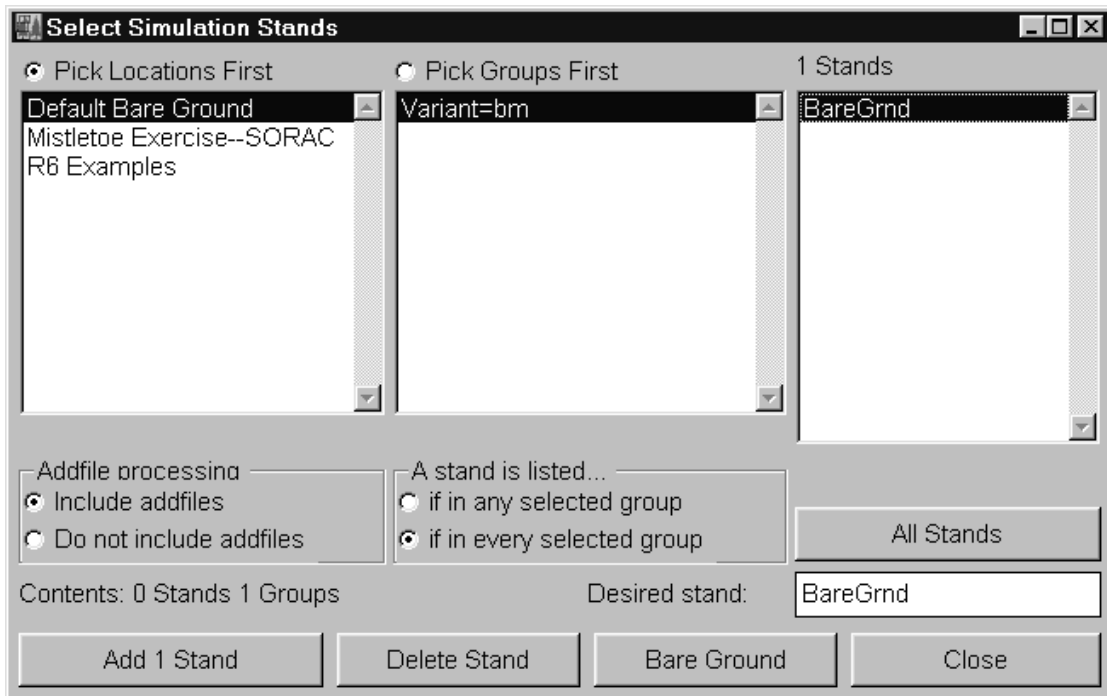 Select Simulation Stands
Pick Locations First
Pick Groups First
1 Stands
Default Bare Ground
Mistletoe Exercise--SORAC
R6 Examples
Variant=bm
BareGrnd
Addfile processing
Include addfiles
Do not include addfiles
A stand is listed...
if in any selected group
if in every selected group
All Stands
Contents: 0 Stands 1 Groups
Desired stand:
BareGrnd
Add 1 Stand
Delete Stand
Bare Ground
Close